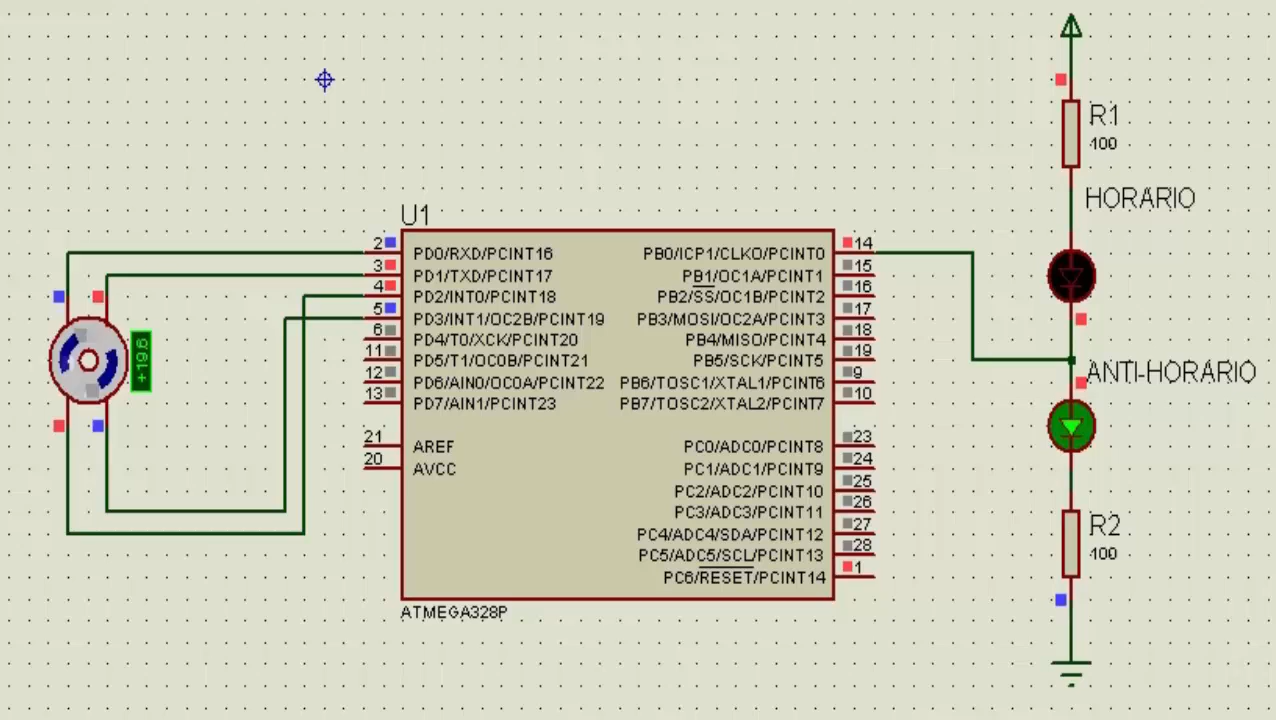 R1
100
HORARIO
U1
2 PD0/RXD/PCINT16 PB0/ICP1/CLKO/PCINT0 14
3 PD1/TXD/PCINT17 PB1/OC1A/PCINT1 15
4 PD2/INT0/PCINT18 PB2/SS/OC1B/PCINT2 16
5 PD3/INT1/OC2B/PCINT19 PB3/MOSI/OC2A/PCINT3 17
6 PD4/T0/XCK/PCINT20 PB4/MISO/PCINT4 18
11 PD5/T1/OC0B/PCINT21 PB5/SCK/PCINT5 19
12 PD6/AIN0/OC0A/PCINT22 PB6/TOSC1/XTAL1/PCINT6 9
13 PD7/AIN1/PCINT23 PB7/TOSC2/XTAL2/PCINT7 10
+19.6
ANTI-HORARIO
21 AREF PC0/ADC0/PCINT8 23
20 AVCC PC1/ADC1/PCINT9 24
PC2/ADC2/PCINT10 25
PC3/ADC3/PCINT11 26
PC4/ADC4/SDA/PCINT12 27
PC5/ADC5/SCL/PCINT13 28
PC6/RESET/PCINT14 1
R2
100
ATMEGA328P